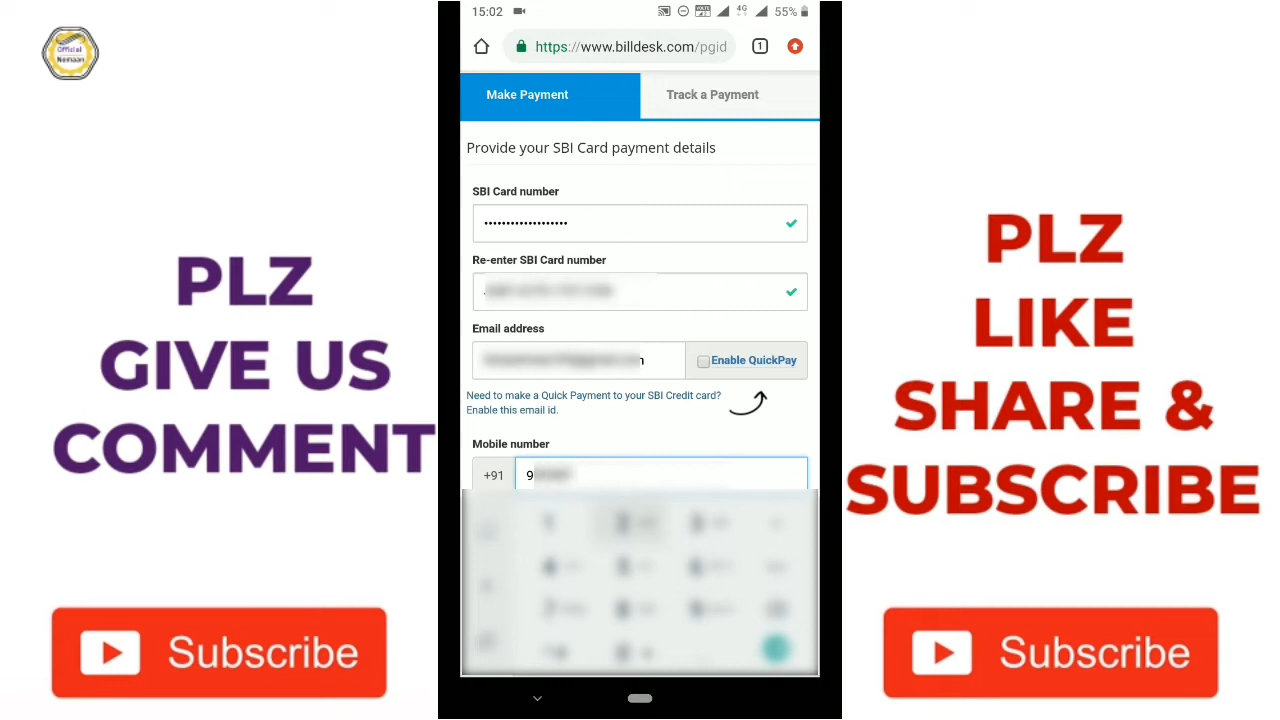 Official
Nomaan
PLZ
GIVE US
COMMENT
Subscribe
15:02
4G
55%
https://www.billdesk.com/pgid
1
Make Payment
Track a Payment
Provide your SBI Card payment details
SBI Card number
Re-enter SBI Card number
Email address
Enable QuickPay
Need to make a Quick Payment to your SBI Credit card?
Enable this email id.
Mobile number
+91
9
PLZ
LIKE
SHARE &
SUBSCRIBE
Subscribe